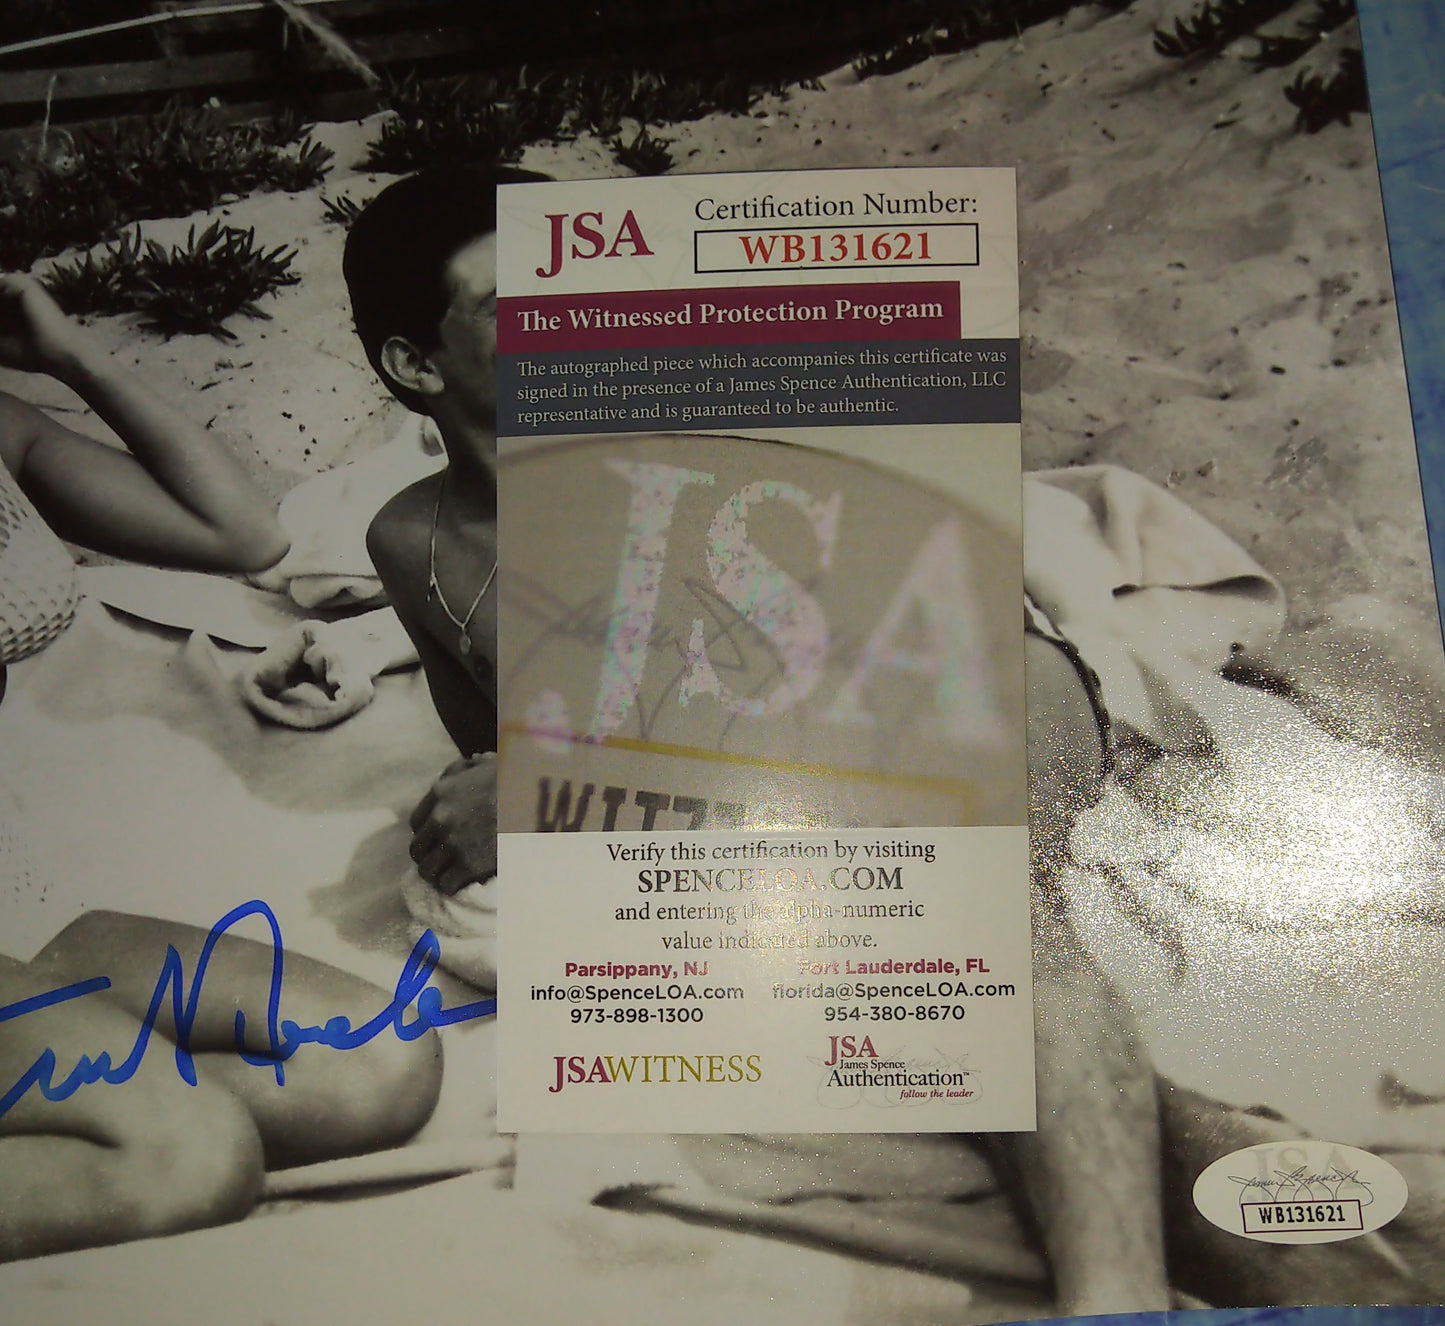 JSA
Certification Number:
WB131621
The Witnessed Protection Program
The autographed piece which accompanies this certificate was
signed in the presence of a James Spence Authentication, LLC
representative and is guaranteed to be authentic.
JSA
Verify this certification by visiting
SPENCELOA.COM
and entering the alpha-numeric
value indicated above.
Parsippany, NJ
info@SpenceLOA.com
973-898-1300
Fort Lauderdale, FL
florida@SpenceLOA.com
954-380-8670
JSAWITNESS
JSA
James Spence
Authentication™
follow the leader
JSA
WB131621